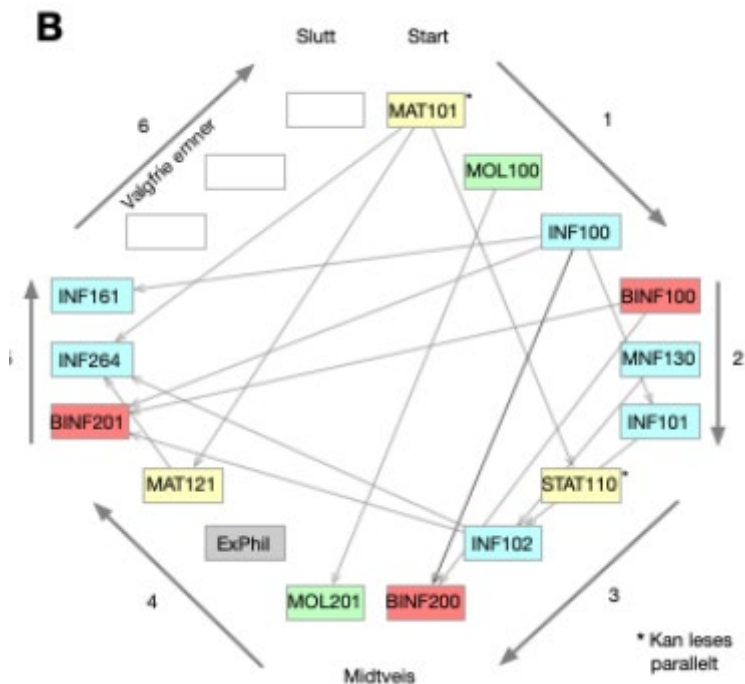 B
Slutt
Start
MAT101*
6
1
Valgfrie emner
MOL100
INF100
INF161
BINF100
INF264
MNF130
2
BINF201
INF101
MAT121
STAT110*
ExPhil
INF102
MOL201
BINF200
4
3
* Kan leses
parallelt
Midtveis